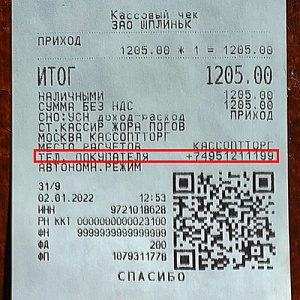 Кассовый чек
ЗАО ШПЛИНЬК
ПРИХОД
1205.00 * 1 = 1205.00
ИТОГ 1205.00
НАЛИЧНЫМИ 1205.00
СУММА БЕЗ НДС 1205.00
СНО:УСН доход-расход ПРИХОД
СТ.КАССИР ЖОРА ПОГОВ
МОСКВА КАССОПТТОРГ
МЕСТО РАСЧЕТОВ КАССОПТТОРГ
ТЕЛ. ПОКУПАТЕЛЯ +74951211199
АВТОНОМН.РЕЖИМ
31/9
02.01.2022 12:53
ИНН 9721018628
РН ККТ 0000000000023100
ФН 9999999999999999
ФД 200
ФП 1079311778
СПАСИБО